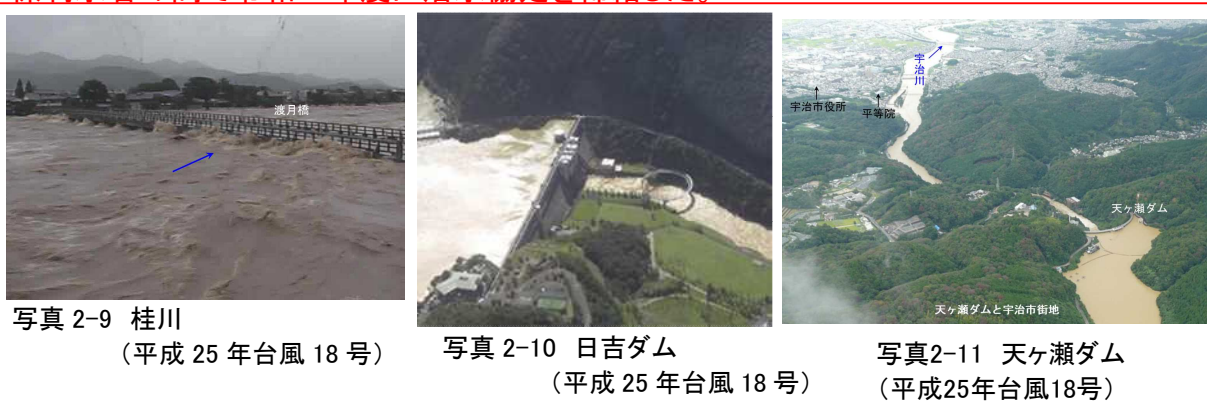 渡月橋
写真 2-9 桂川
（平成 25 年台風 18 号）
写真 2-10 日吉ダム
（平成 25 年台風 18 号）
宇治川
宇治市役所
平等院
天ヶ瀬ダム
天ヶ瀬ダムと宇治市街地
写真2-11 天ヶ瀬ダム
（平成25年台風18号）